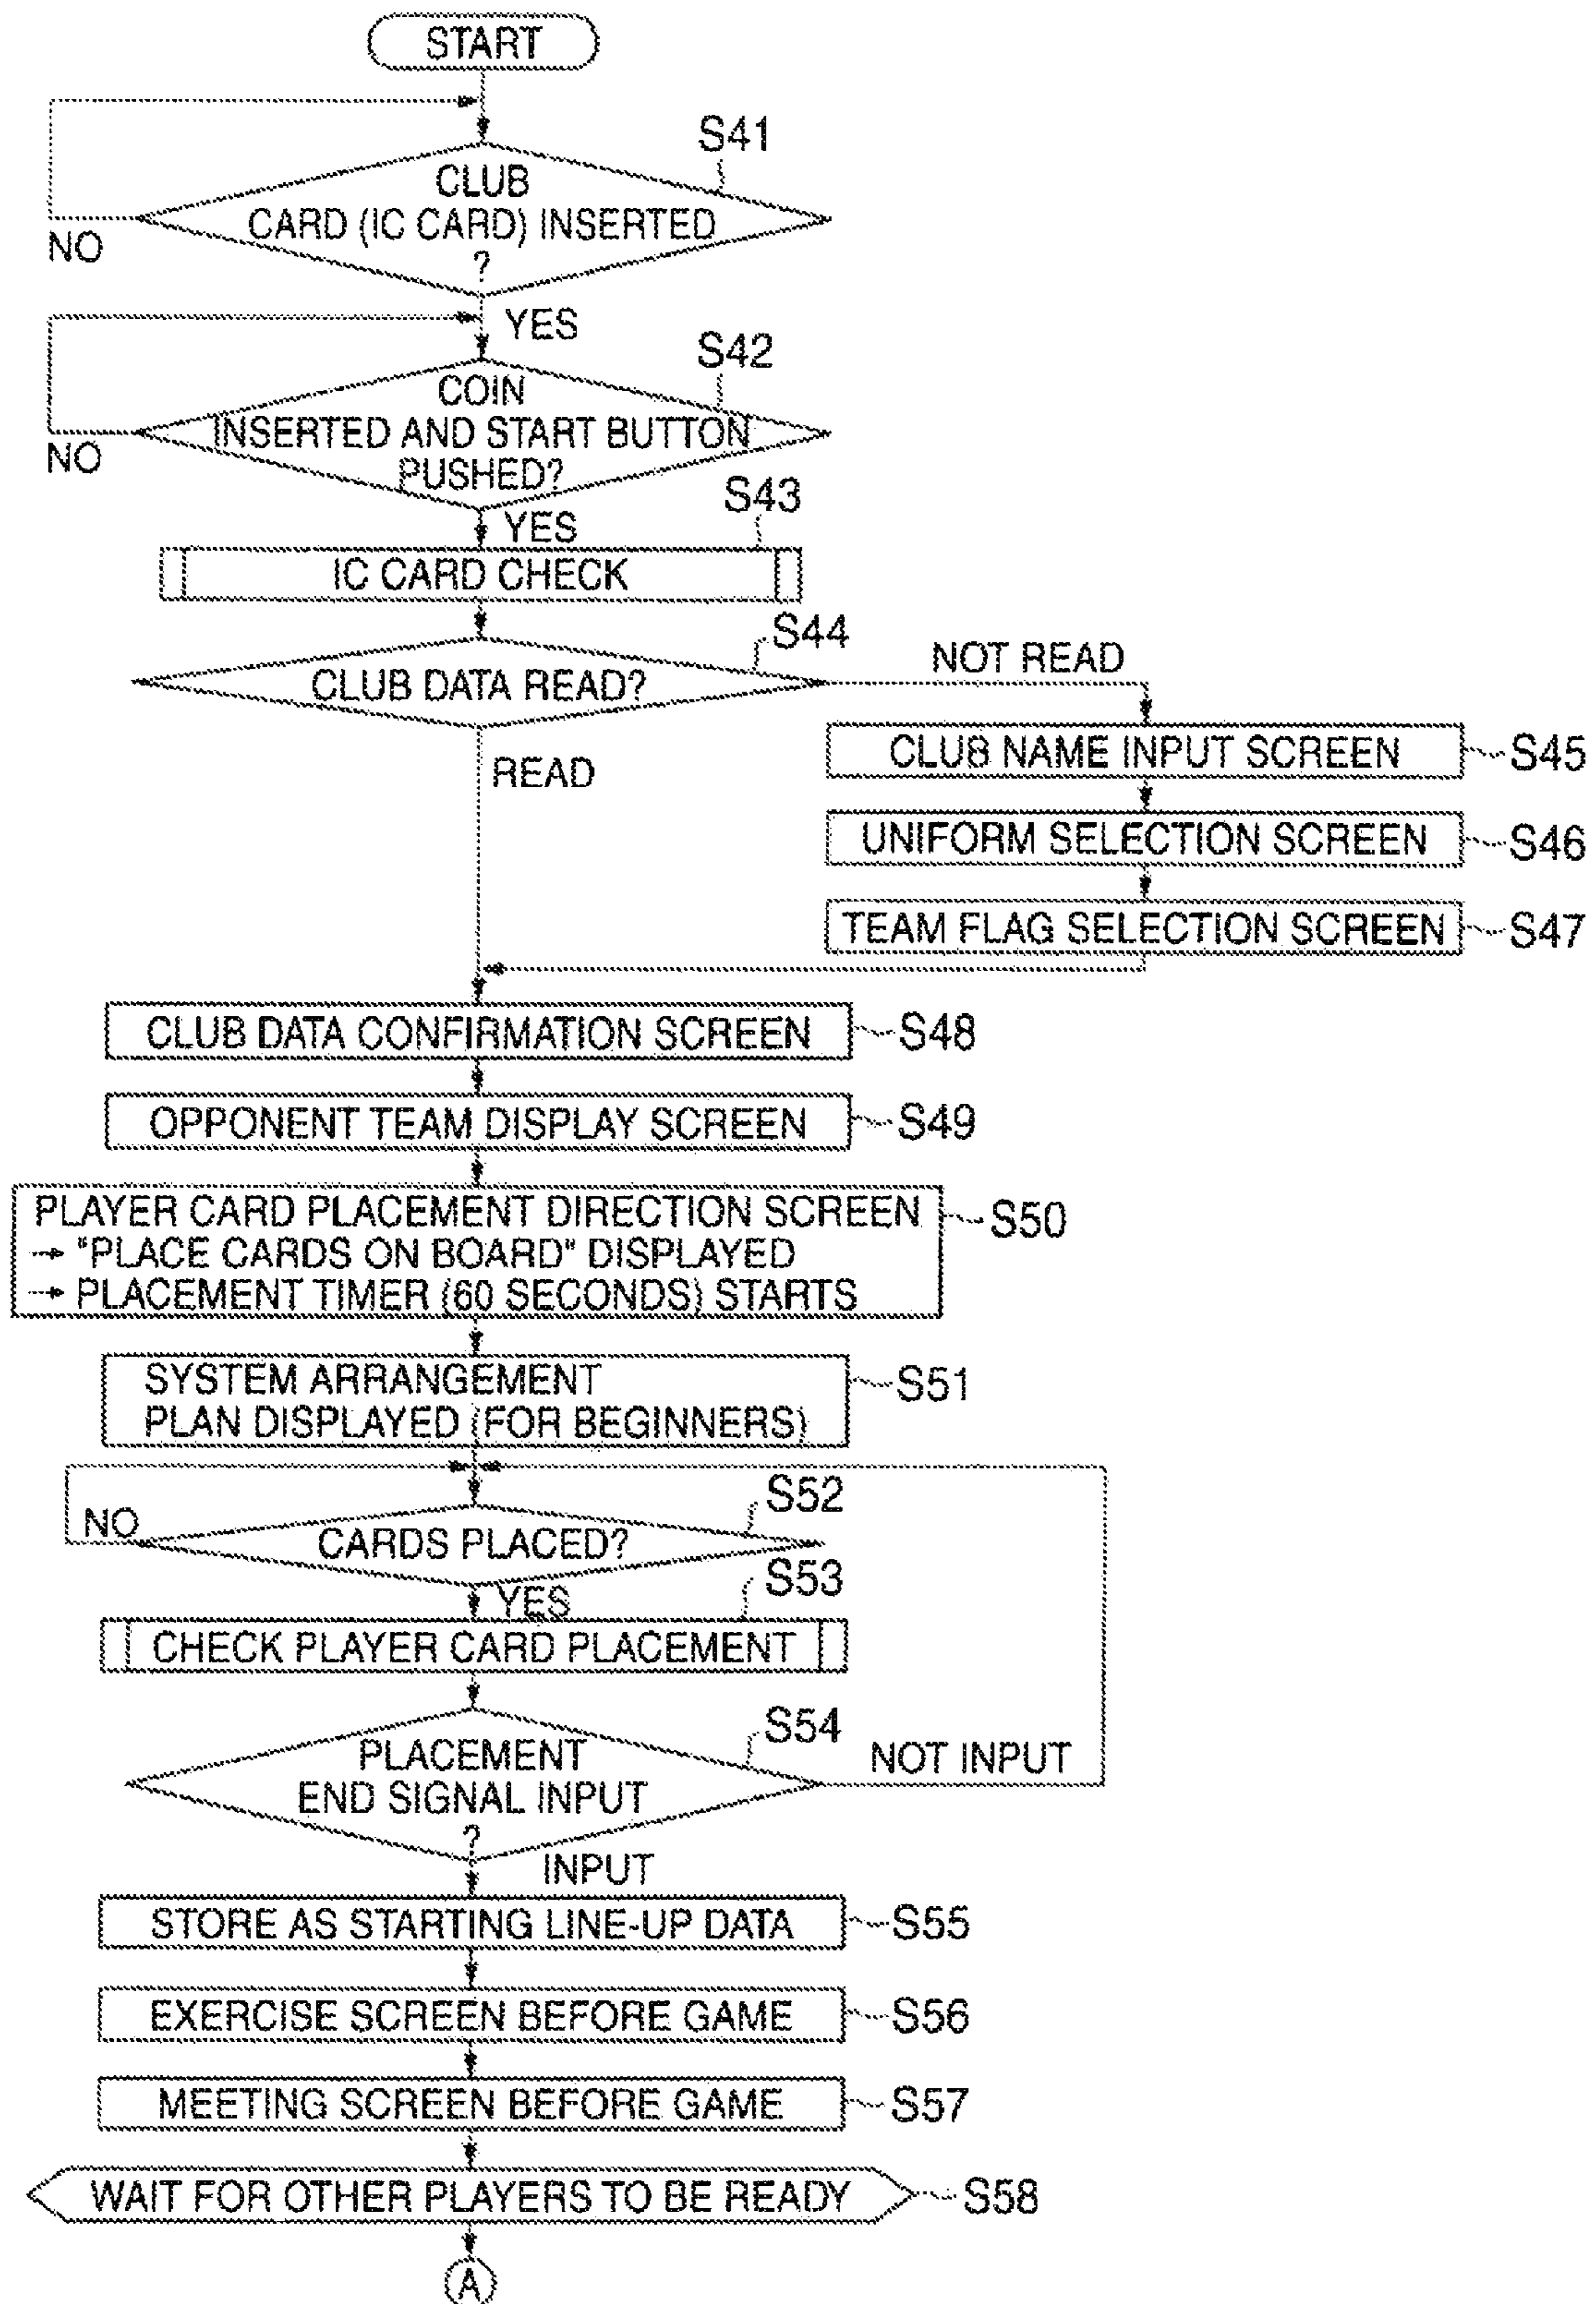 START
S41
CLUB
CARD (IC CARD) INSERTED
?
NO
YES
S42
COIN
INSERTED AND START BUTTON
PUSHED?
NO
YES
S43
IC CARD CHECK
S44
CLUB DATA READ?
NOT READ
READ
CLUB NAME INPUT SCREEN
S45
UNIFORM SELECTION SCREEN
S46
TEAM FLAG SELECTION SCREEN
S47
CLUB DATA CONFIRMATION SCREEN
S48
OPPONENT TEAM DISPLAY SCREEN
S49
PLAYER CARD PLACEMENT DIRECTION SCREEN
→ "PLACE CARDS ON BOARD" DISPLAYED
→ PLACEMENT TIMER (60 SECONDS) STARTS
S50
SYSTEM ARRANGEMENT
PLAN DISPLAYED (FOR BEGINNERS)
S51
S52
NO
CARDS PLACED?
YES
S53
CHECK PLAYER CARD PLACEMENT
S54
PLACEMENT
END SIGNAL INPUT
?
NOT INPUT
INPUT
STORE AS STARTING LINE-UP DATA
S55
EXERCISE SCREEN BEFORE GAME
S56
MEETING SCREEN BEFORE GAME
S57
WAIT FOR OTHER PLAYERS TO BE READY
S58
A